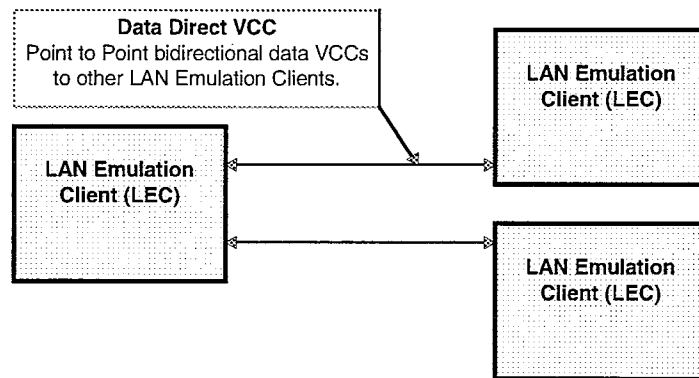 Data Direct VCC
Point to Point bidirectional data VCCs
to other LAN Emulation Clients.
LAN Emulation
Client (LEC)
LAN Emulation
Client (LEC)
LAN Emulation
Client (LEC)